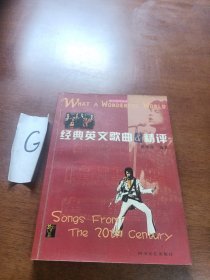 WHAT A WONDERFUL WORLD
经典英文歌曲&精评
G
SONGS FROM
THE 20TH CENTURY